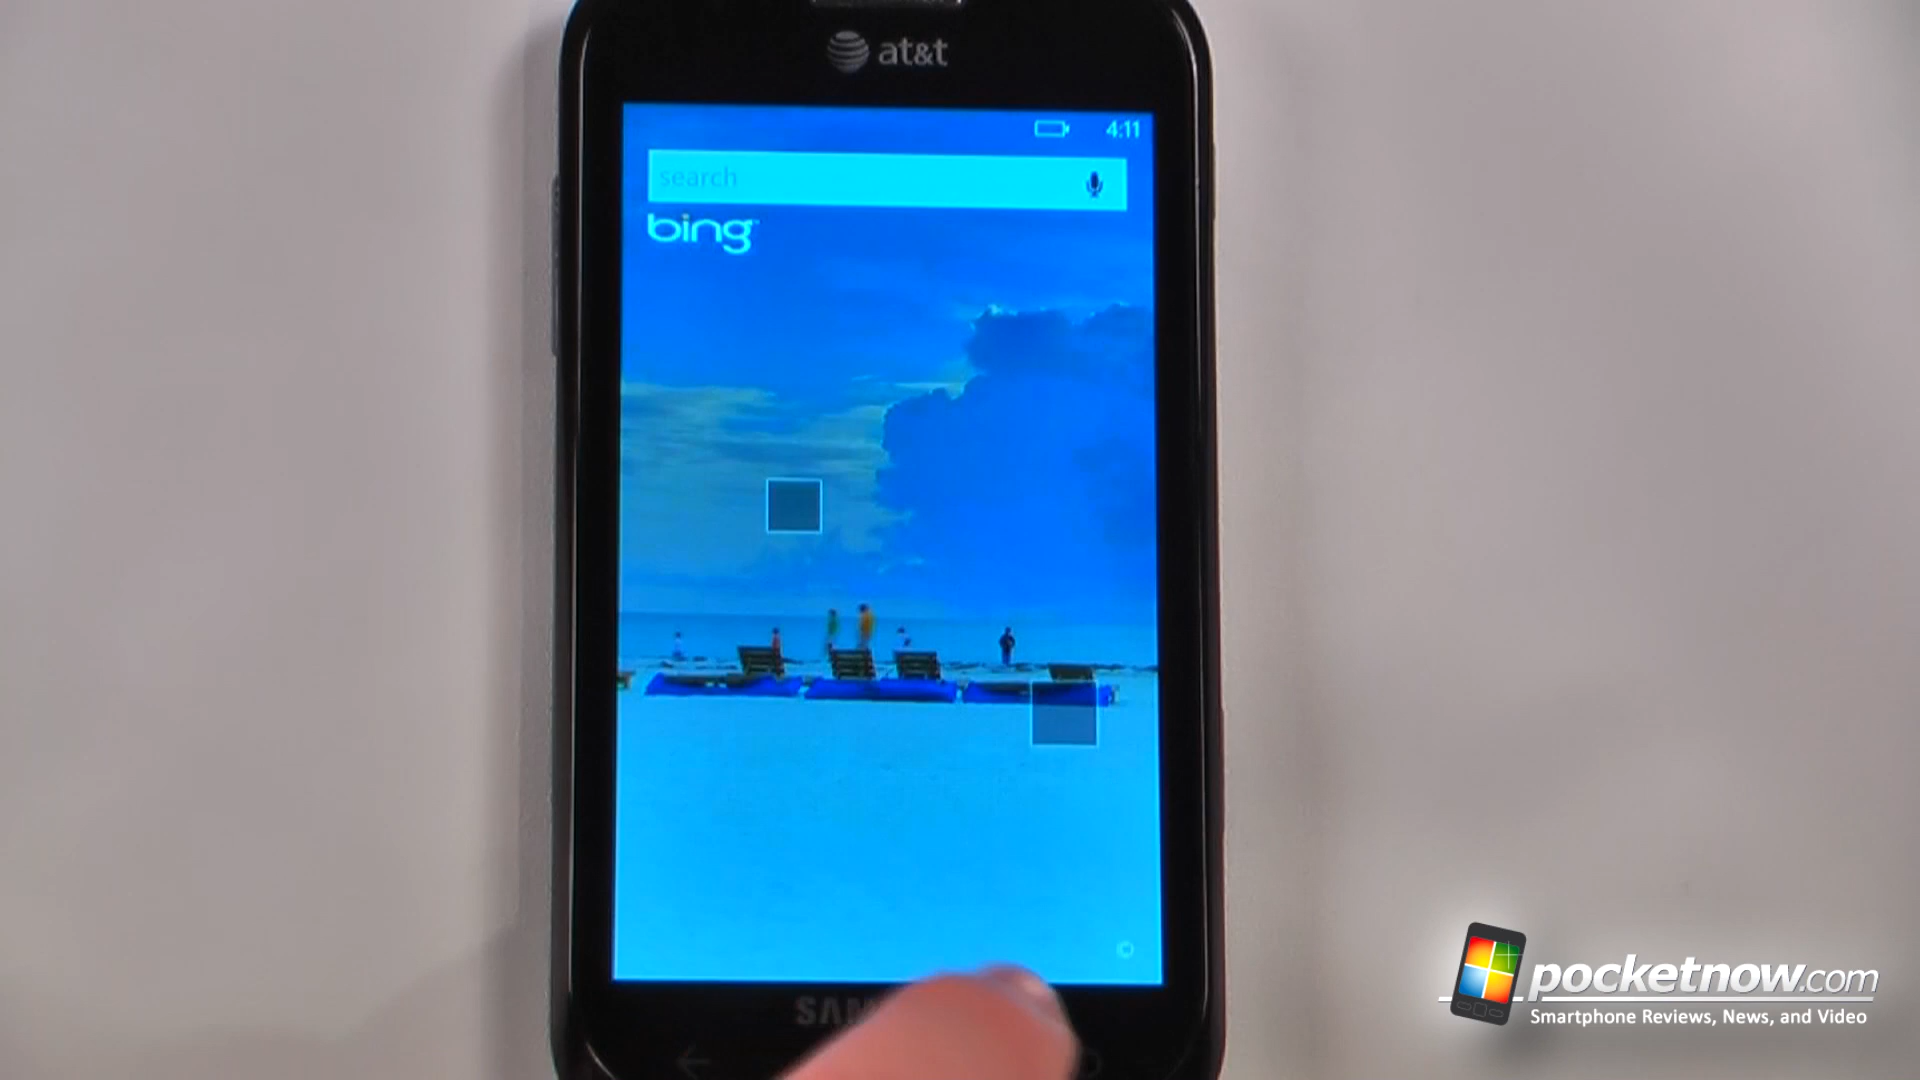 at&t
4:11
search
bing
SAM
pocketnow.com
Smartphone Reviews, News, and Video